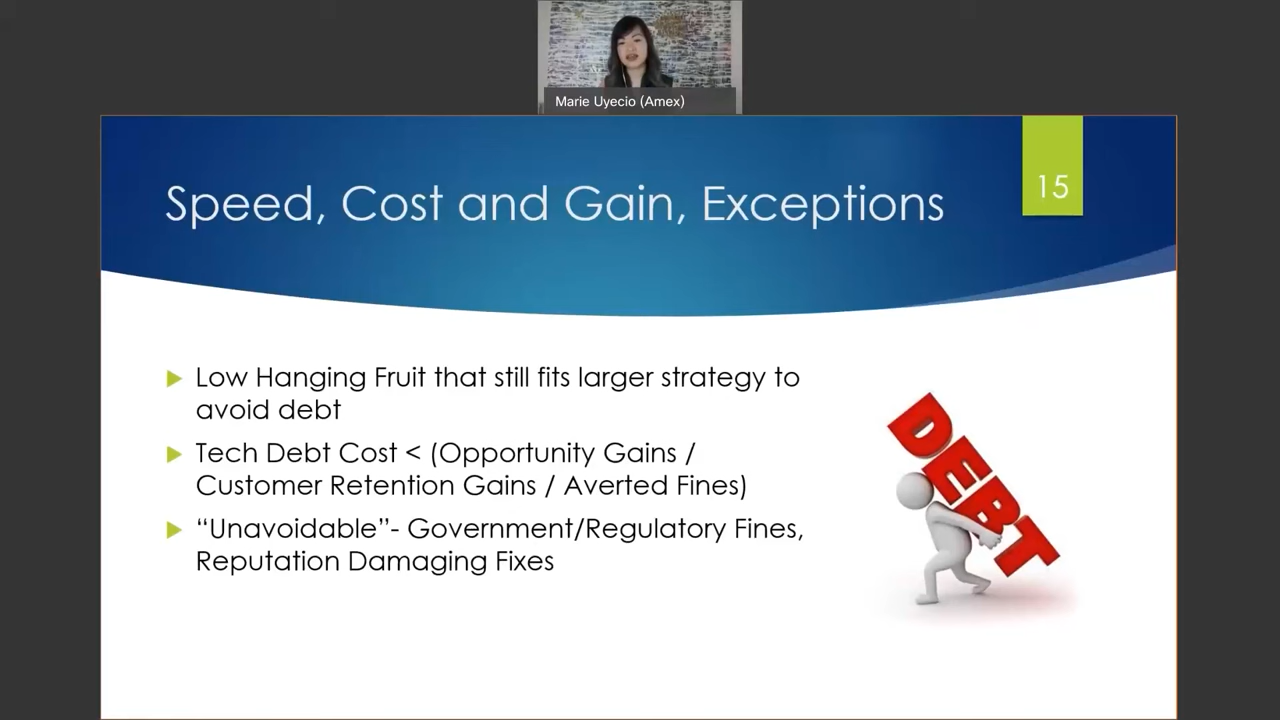 Marie Uyecio (Amex)
Speed, Cost and Gain, Exceptions
15
Low Hanging Fruit that still fits larger strategy to
avoid debt
Tech Debt Cost < (Opportunity Gains /
Customer Retention Gains / Averted Fines)
“Unavoidable”- Government/Regulatory Fines,
Reputation Damaging Fixes
DEBT